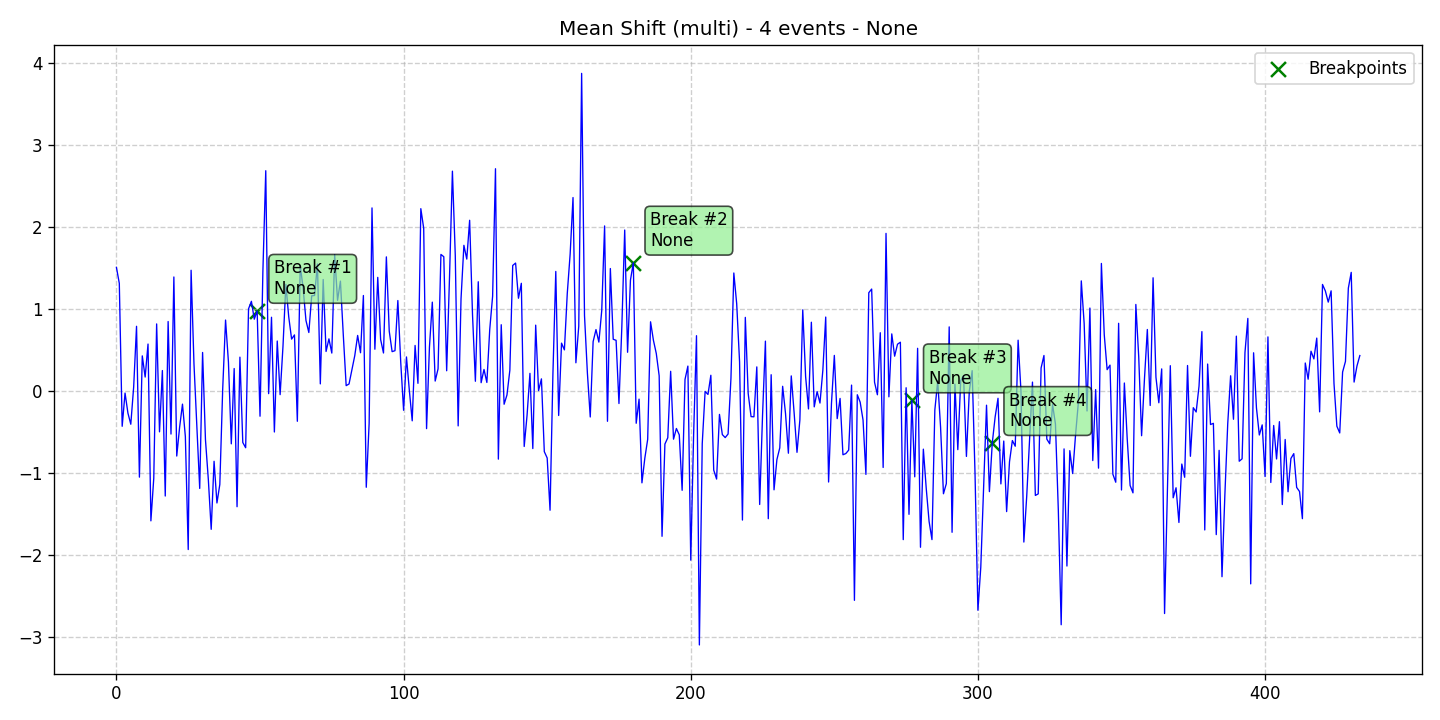 Mean Shift (multi) - 4 events - None
4
3
2
1
0
−1
−2
−3
Breakpoints
Break #1
None
Break #2
None
Break #3
None
Break #4
None
0
100
200
300
400